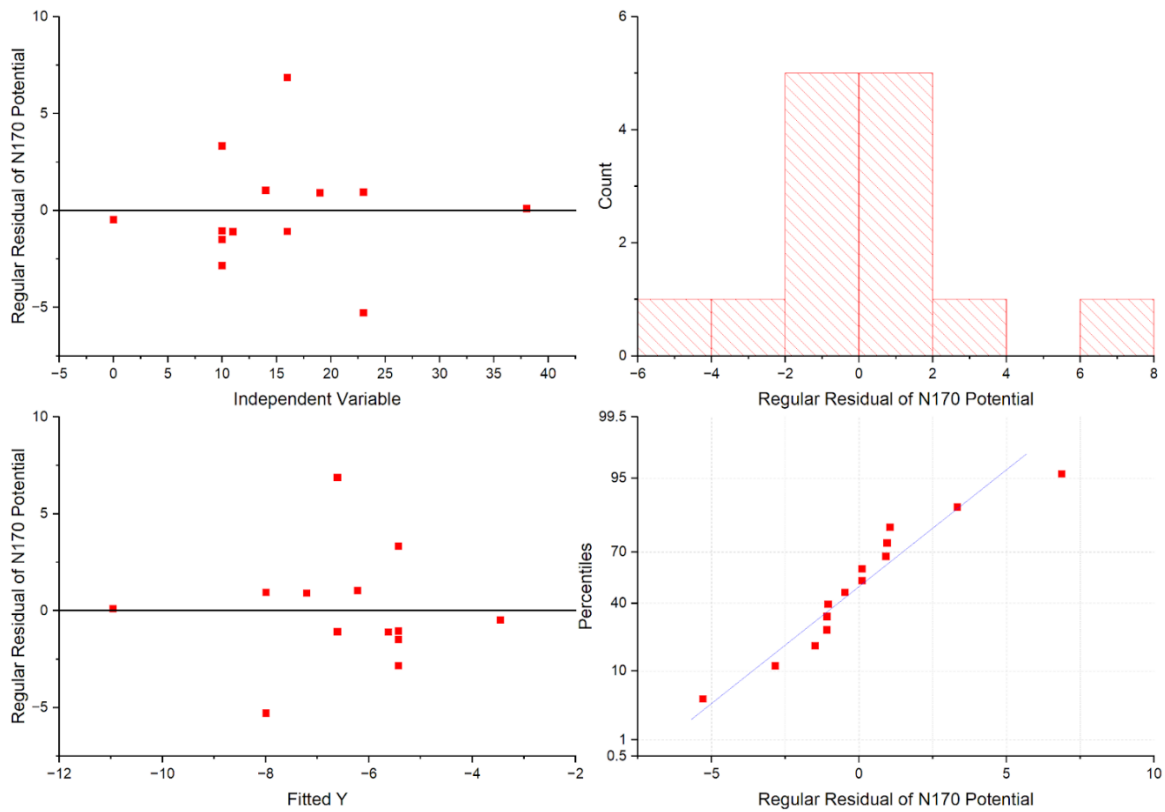 10
5
0
−5
Regular Residual of N170 Potential
−5 0 5 10 15 20 25 30 35 40
Independent Variable
6
4
2
0
Count
−6 −4 −2 0 2 4 6 8
Regular Residual of N170 Potential
10
5
0
−5
Regular Residual of N170 Potential
−12 −10 −8 −6 −4 −2
Fitted Y
99.5
95
70
40
10
1
0.5
Percentiles
−5 0 5 10
Regular Residual of N170 Potential